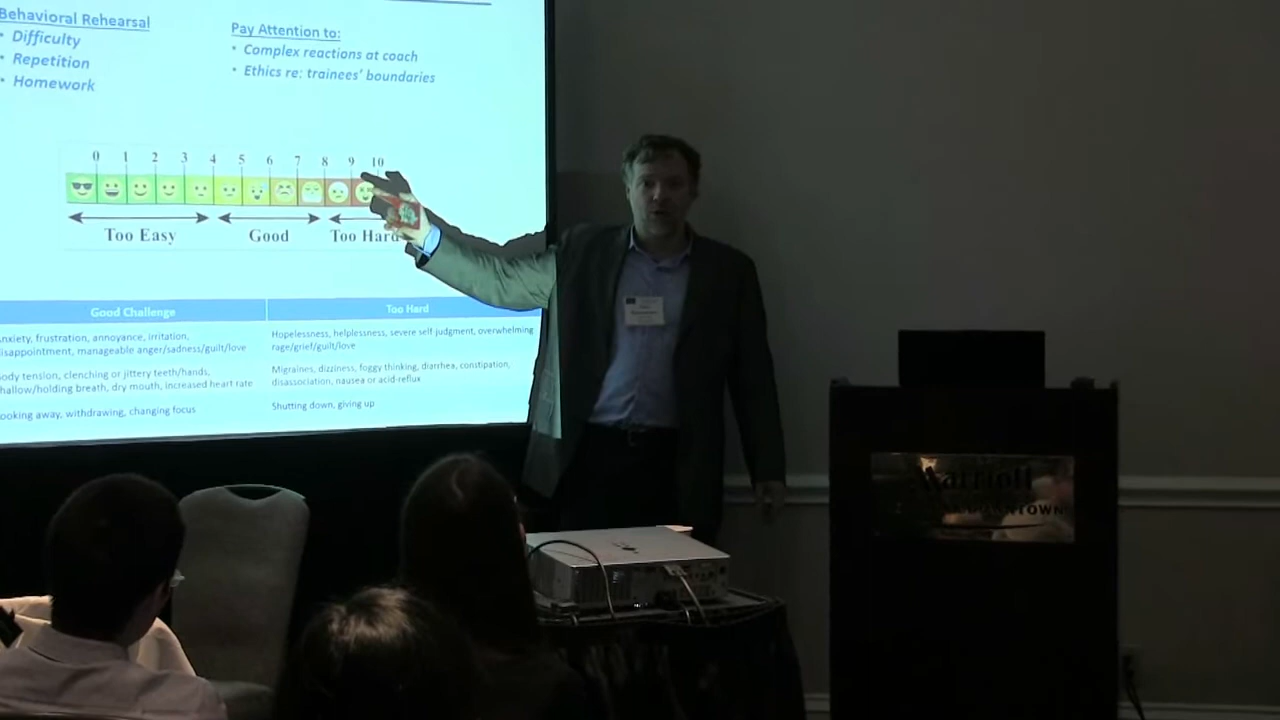 Behavioral Rehearsal
• Difficulty
• Repetition
• Homework
Pay Attention to:
• Complex reactions at coach
• Ethics re: trainees' boundaries
0 1 2 3 4 5 6 7 8 9 10
Too Easy Good Too Hard
Good Challenge Too Hard
nxiety, frustration, annoyance, irritation,
isappointment, manageable anger/sadness/guilt/love
Hopelessness, helplessness, severe self judgment, overwhelming
rage/grief/guilt/love
ody tension, clenching or jittery teeth/hands,
hallow/holding breath, dry mouth, increased heart rate
Migraines, dizziness, foggy thinking, diarrhea, constipation,
disassociation, nausea or acid-reflux
ooking away, withdrawing, changing focus
Shutting down, giving up
Marriott
DOWNTOWN